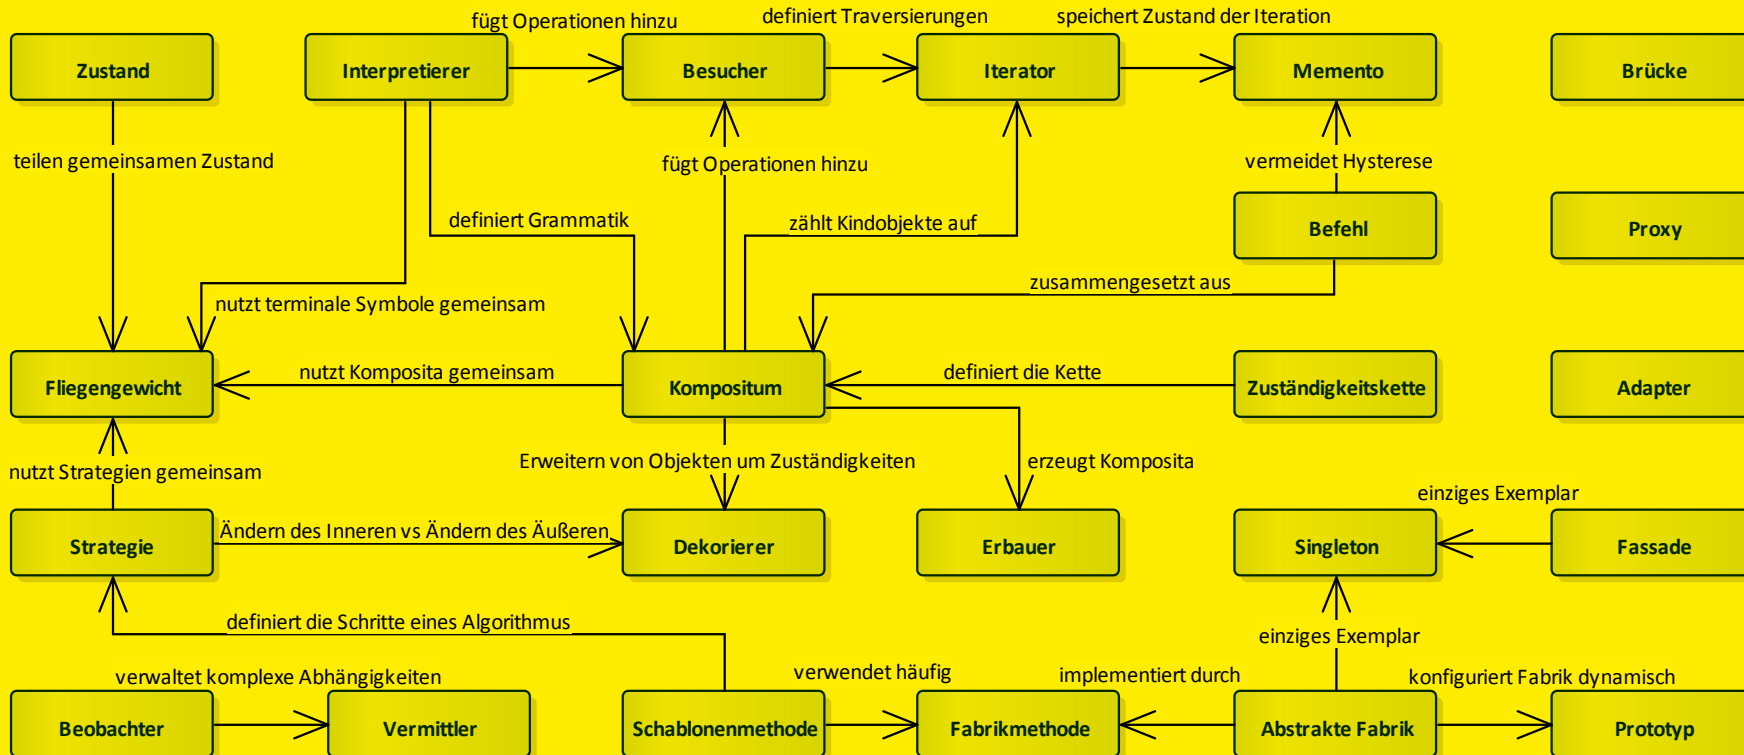 fügt Operationen hinzu
definiert Traversierungen
speichert Zustand der Iteration
Zustand
Interpretierer
Besucher
Iterator
Memento
Brücke
teilen gemeinsamen Zustand
fügt Operationen hinzu
vermeidet Hysterese
definiert Grammatik
zählt Kindobjekte auf
Befehl
Proxy
nutzt terminale Symbole gemeinsam
zusammengesetzt aus
Fliegengewicht
nutzt Komposita gemeinsam
Kompositum
definiert die Kette
Zuständigkeitskette
Adapter
nutzt Strategien gemeinsam
Erweitern von Objekten um Zuständigkeiten
erzeugt Komposita
einziges Exemplar
Strategie
Ändern des Inneren vs Ändern des Äußeren
Dekorierer
Erbauer
Singleton
Fassade
definiert die Schritte eines Algorithmus
einziges Exemplar
verwaltet komplexe Abhängigkeiten
verwendet häufig
implementiert durch
konfiguriert Fabrik dynamisch
Beobachter
Vermittler
Schablonenmethode
Fabrikmethode
Abstrakte Fabrik
Prototyp